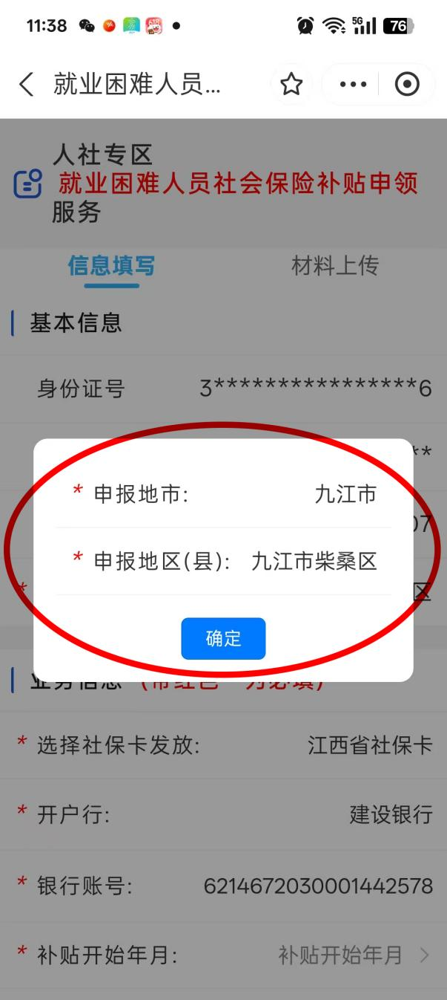 11:38
5G
76
就业困难人员...
人社专区
就业困难人员社会保险补贴申领
服务
信息填写 材料上传
基本信息
身份证号 3****************6
**
* 申报地市: 九江市
07
* 申报地区(县): 九江市柴桑区
* 区
确定
业务信息
* 选择社保卡发放: 江西省社保卡
* 开户行: 建设银行
* 银行账号: 6214672030001442578
* 补贴开始年月: 补贴开始年月